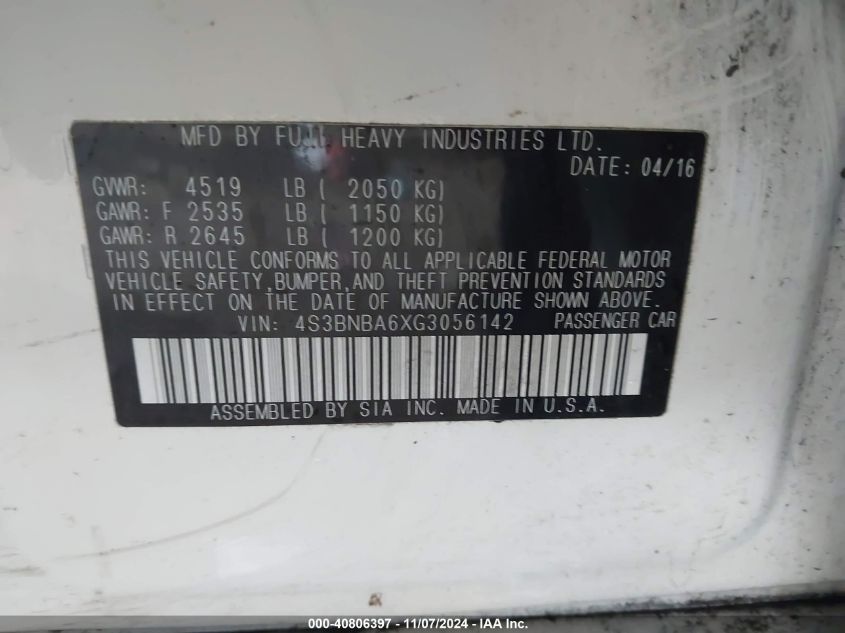 MFD BY FUJI HEAVY INDUSTRIES LTD.
DATE: 04/16
GVWR: 4519 LB ( 2050 KG)
GAWR: F 2535 LB ( 1150 KG)
GAWR: R 2645 LB ( 1200 KG)
THIS VEHICLE CONFORMS TO ALL APPLICABLE FEDERAL MOTOR
VEHICLE SAFETY,BUMPER,AND THEFT PREVENTION STANDARDS
IN EFFECT ON THE DATE OF MANUFACTURE SHOWN ABOVE.
VIN: 4S3BNBA6XG3056142 PASSENGER CAR
ASSEMBLED BY SIA INC. MADE IN U.S.A.
000-40806397 - 11/07/2024 - IAA Inc.